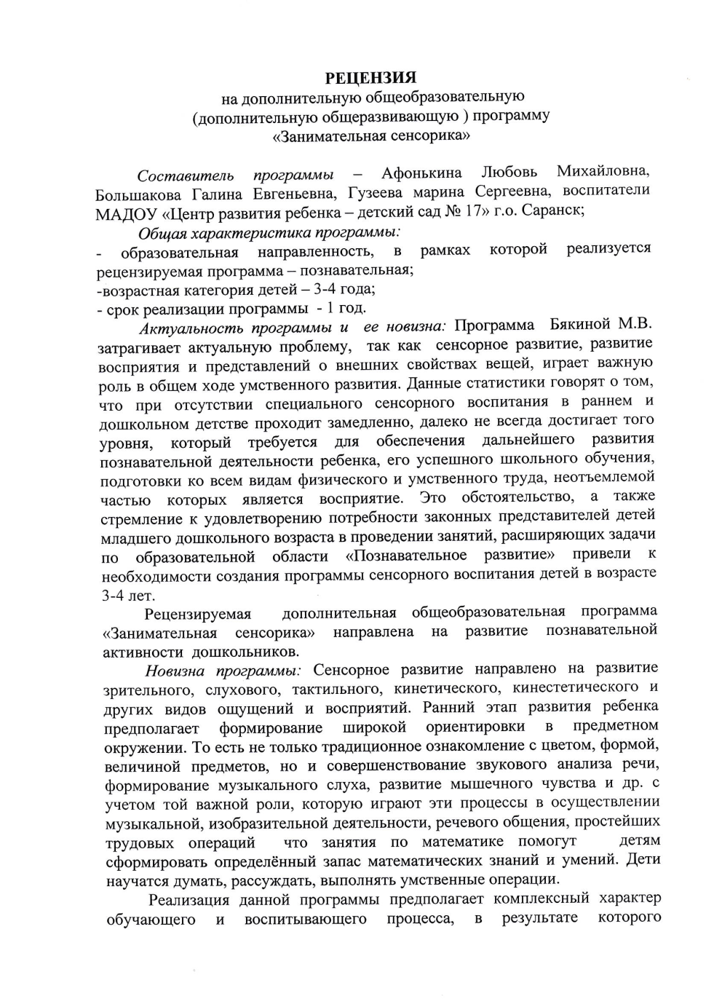 РЕЦЕНЗИЯ
на дополнительную общеобразовательную
(дополнительную общеразвивающую ) программу
«Занимательная сенсорика»
Составитель программы – Афонькина Любовь Михайловна,
Большакова Галина Евгеньевна, Гузеева марина Сергеевна, воспитатели
МАДОУ «Центр развития ребенка – детский сад № 17» г.о. Саранск;
Общая характеристика программы:
- образовательная направленность, в рамках которой реализуется
рецензируемая программа – познавательная;
-возрастная категория детей – 3-4 года;
- срок реализации программы - 1 год.
Актуальность программы и ее новизна: Программа Бякиной М.В.
затрагивает актуальную проблему, так как сенсорное развитие, развитие
восприятия и представлений о внешних свойствах вещей, играет важную
роль в общем ходе умственного развития. Данные статистики говорят о том,
что при отсутствии специального сенсорного воспитания в раннем и
дошкольном детстве проходит замедленно, далеко не всегда достигает того
уровня, который требуется для обеспечения дальнейшего развития
познавательной деятельности ребенка, его успешного школьного обучения,
подготовки ко всем видам физического и умственного труда, неотъемлемой
частью которых является восприятие. Это обстоятельство, а также
стремление к удовлетворению потребности законных представителей детей
младшего дошкольного возраста в проведении занятий, расширяющих задачи
по образовательной области «Познавательное развитие» привели к
необходимости создания программы сенсорного воспитания детей в возрасте
3-4 лет.
Рецензируемая дополнительная общеобразовательная программа
«Занимательная сенсорика» направлена на развитие познавательной
активности дошкольников.
Новизна программы: Сенсорное развитие направлено на развитие
зрительного, слухового, тактильного, кинетического, кинестетического и
других видов ощущений и восприятий. Ранний этап развития ребенка
предполагает формирование широкой ориентировки в предметном
окружении. То есть не только традиционное ознакомление с цветом, формой,
величиной предметов, но и совершенствование звукового анализа речи,
формирование музыкального слуха, развитие мышечного чувства и др. с
учетом той важной роли, которую играют эти процессы в осуществлении
музыкальной, изобразительной деятельности, речевого общения, простейших
трудовых операций что занятия по математике помогут детям
сформировать определённый запас математических знаний и умений. Дети
научатся думать, рассуждать, выполнять умственные операции.
Реализация данной программы предполагает комплексный характер
обучающего и воспитывающего процесса, в результате которого